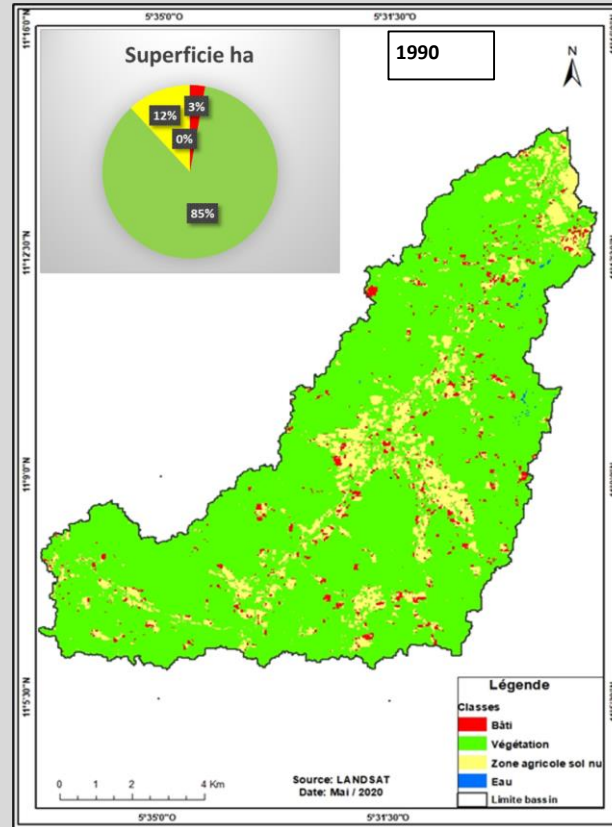 5°35'0"O 5°31'30"O
11°16'0"N
Superficie ha
1990
N
12%
3%
0%
85%
11°12'30"N
11°9'0"N
11°5'30"N
Légende
Classes
Bâti
Végétation
Zone agricole sol nu
Eau
Limite bassin
0 1 2 4 Km
Source: LANDSAT
Date: Mai / 2020
5°35'0"O 5°31'30"O